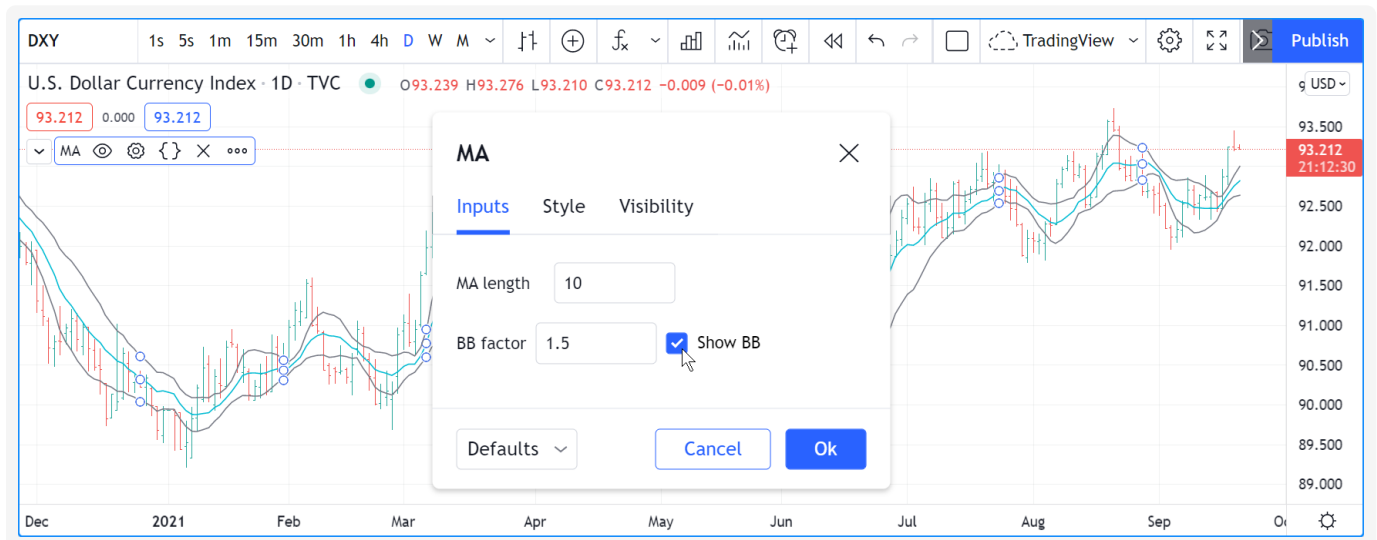 DXY 1s 5s 1m 15m 30m 1h 4h D W M TradingView Publish
U.S. Dollar Currency Index · 1D · TVC O93.239 H93.276 L93.210 C93.212 −0.009 (−0.01%)
USD
93.212 0.000 93.212
MA
93.500
93.212
21:12:30
92.500
92.000
91.500
91.000
90.500
90.000
89.500
89.000
MA
Inputs Style Visibility
MA length 10
BB factor 1.5 Show BB
Defaults Cancel Ok
Dec 2021 Feb Mar Apr May Jun Jul Aug Sep